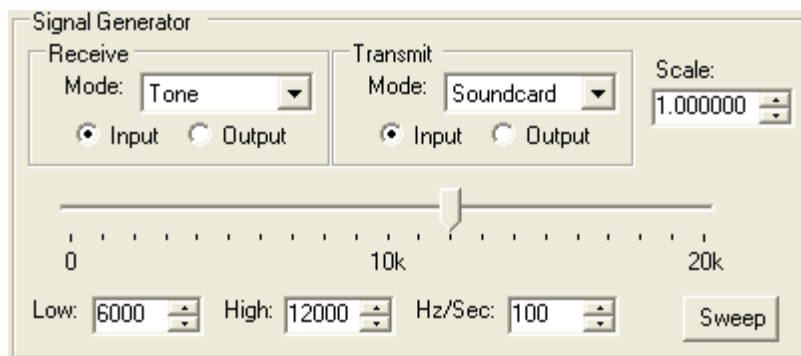 Signal Generator
Receive
Mode: Tone
Input Output
Transmit
Mode: Soundcard
Input Output
Scale:
1.000000
0 10k 20k
Low: 6000 High: 12000 Hz/Sec: 100 Sweep